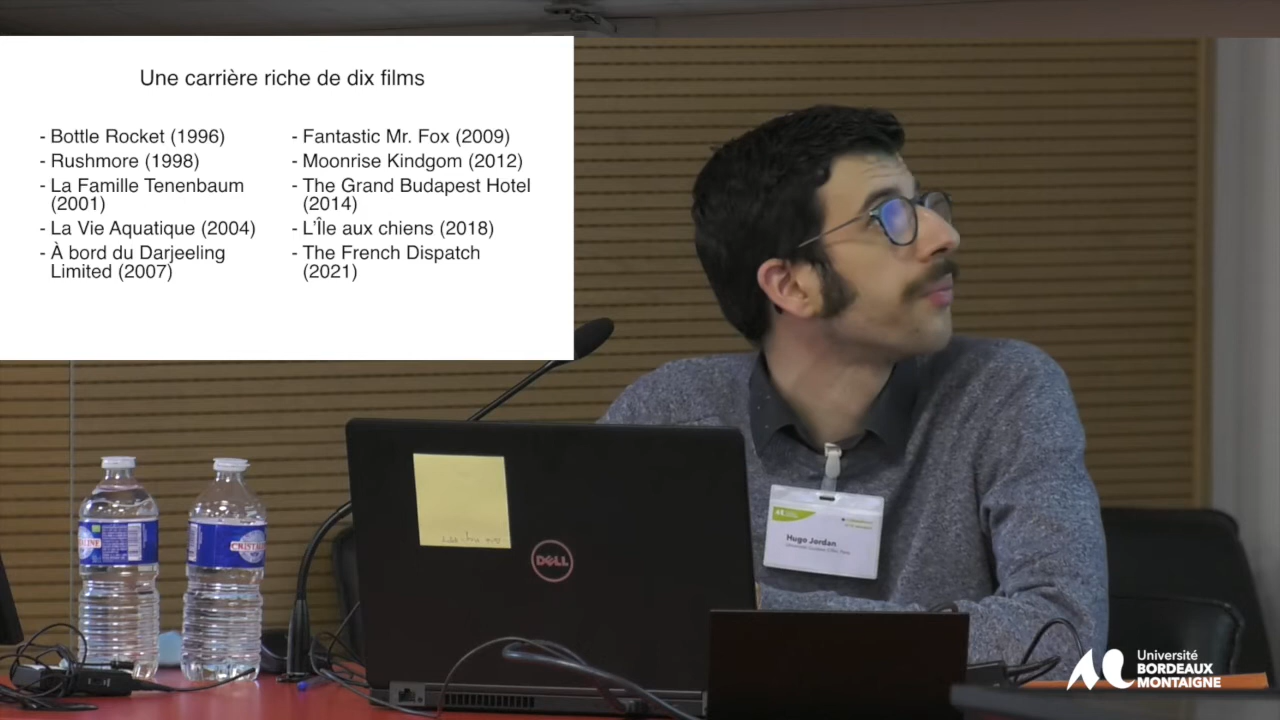 Une carrière riche de dix films
- Bottle Rocket (1996)
- Rushmore (1998)
- La Famille Tenenbaum
(2001)
- La Vie Aquatique (2004)
- À bord du Darjeeling
Limited (2007)
- Fantastic Mr. Fox (2009)
- Moonrise Kindgom (2012)
- The Grand Budapest Hotel
(2014)
- L'Île aux chiens (2018)
- The French Dispatch
(2021)
DELL
Hugo Jordan
Université
BORDEAUX
MONTAIGNE